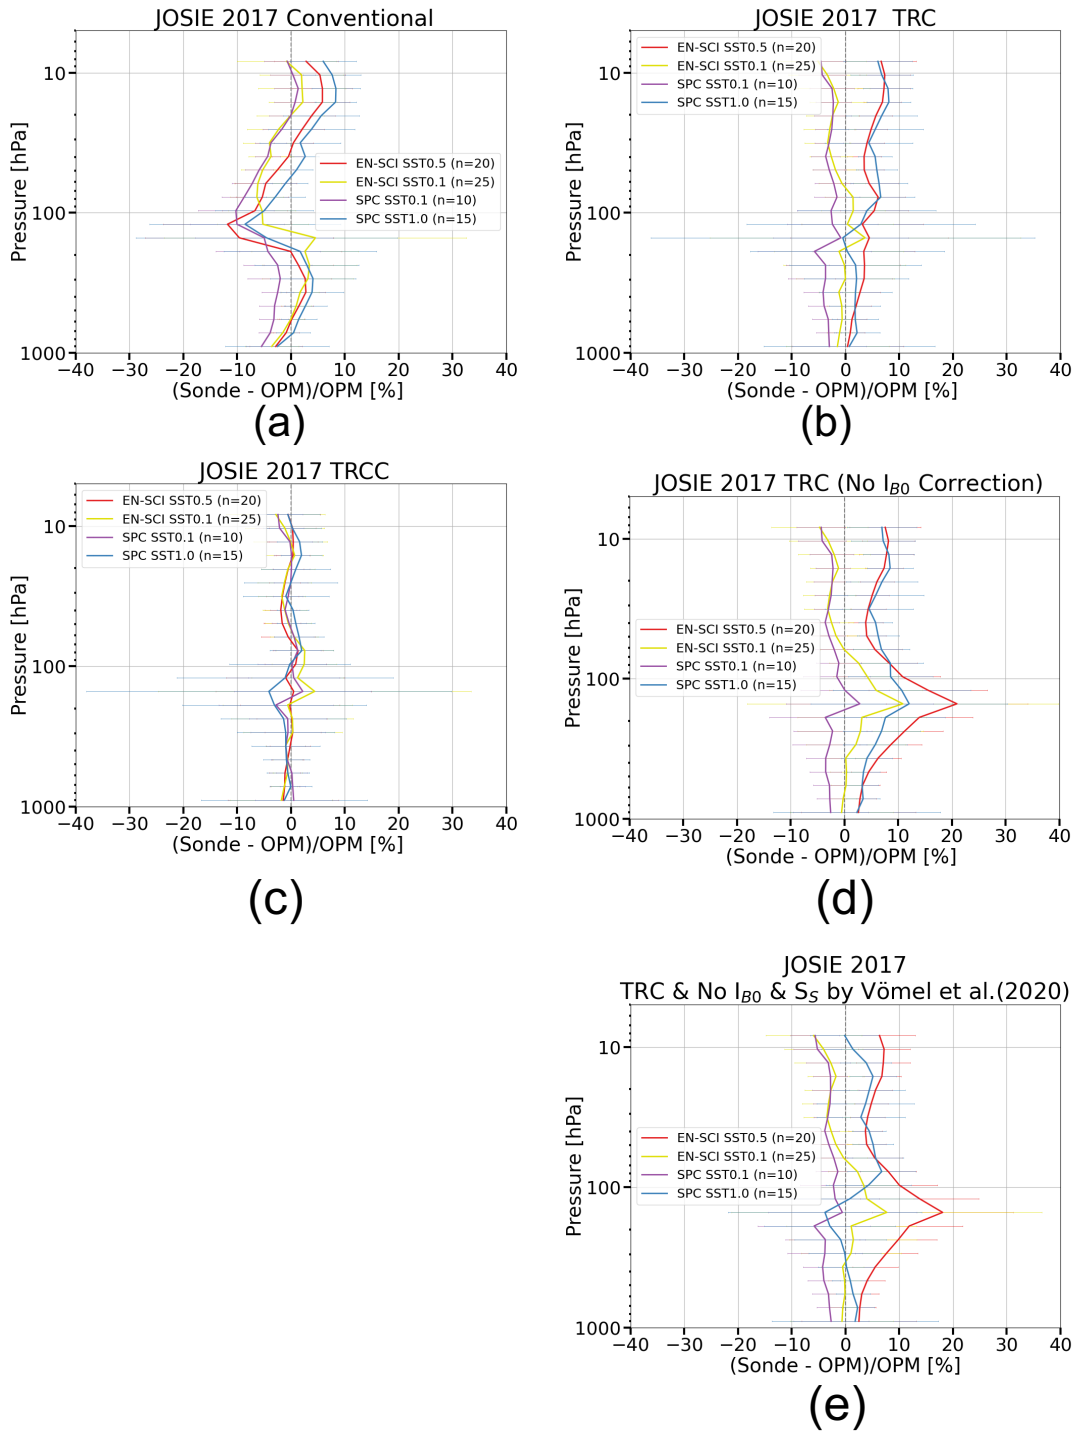 JOSIE 2017 Conventional
Pressure [hPa]
10
100
1000
EN-SCI SST0.5 (n=20)
EN-SCI SST0.1 (n=25)
SPC SST0.1 (n=10)
SPC SST1.0 (n=15)
−40 −30 −20 −10 0 10 20 30 40
(Sonde - OPM)/OPM [%]
(a)
JOSIE 2017 TRC
Pressure [hPa]
10
100
1000
EN-SCI SST0.5 (n=20)
EN-SCI SST0.1 (n=25)
SPC SST0.1 (n=10)
SPC SST1.0 (n=15)
−40 −30 −20 −10 0 10 20 30 40
(Sonde - OPM)/OPM [%]
(b)
JOSIE 2017 TRCC
Pressure [hPa]
10
100
1000
EN-SCI SST0.5 (n=20)
EN-SCI SST0.1 (n=25)
SPC SST0.1 (n=10)
SPC SST1.0 (n=15)
−40 −30 −20 −10 0 10 20 30 40
(Sonde - OPM)/OPM [%]
(c)
JOSIE 2017 TRC (No I_B0 Correction)
Pressure [hPa]
10
100
1000
EN-SCI SST0.5 (n=20)
EN-SCI SST0.1 (n=25)
SPC SST0.1 (n=10)
SPC SST1.0 (n=15)
−40 −30 −20 −10 0 10 20 30 40
(Sonde - OPM)/OPM [%]
(d)
JOSIE 2017
TRC & No I_B0 & S_S by Vömel et al.(2020)
Pressure [hPa]
10
100
1000
EN-SCI SST0.5 (n=20)
EN-SCI SST0.1 (n=25)
SPC SST0.1 (n=10)
SPC SST1.0 (n=15)
−40 −30 −20 −10 0 10 20 30 40
(Sonde - OPM)/OPM [%]
(e)